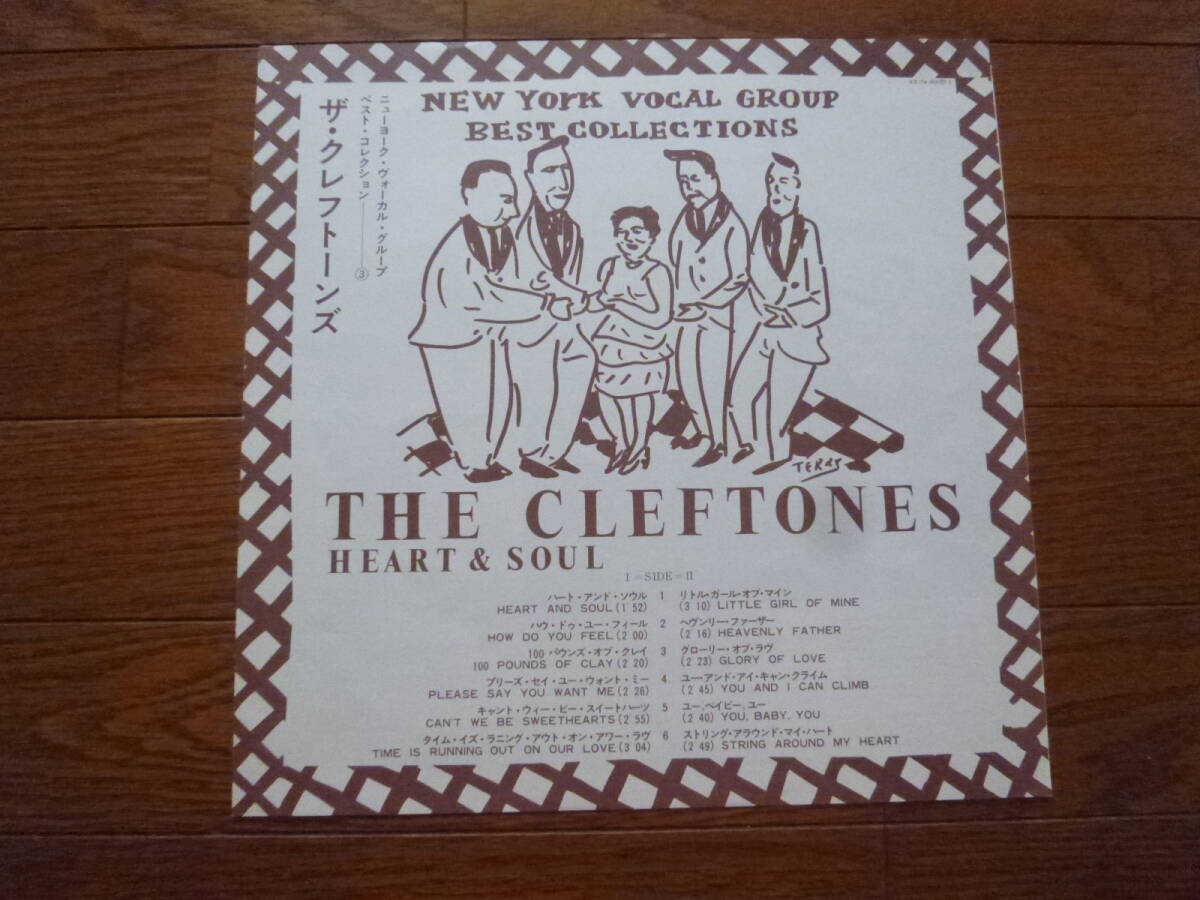 NEW YORK VOCAL GROUP
BEST COLLECTIONS
ニューヨーク・ヴォーカル・グループ
ベスト・コレクション——③
ザ・クレフトーンズ
TERRY
THE CLEFTONES
HEART & SOUL
I=SIDE=II
ハート・アンド・ソウル 1 リトル・ガール・オブ・マイン
HEART AND SOUL(1 52) (3 10) LITTLE GIRL OF MINE
ハウ・ドゥ・ユー・フィール 2 ヘヴンリー・ファーザー
HOW DO YOU FEEL(2 00) (2 16) HEAVENLY FATHER
100 パウンズ・オブ・クレイ 3 グローリー・オブ・ラヴ
100 POUNDS OF CLAY(2 20) (2 23) GLORY OF LOVE
プリーズ・セイ・ユー・ウォント・ミー 4 ユー・アンド・アイ・キャン・クライム
PLEASE SAY YOU WANT ME(2 26) (2 45) YOU AND I CAN CLIMB
キャント・ウィー・ビー・スイートハーツ 5 ユー、ベイビー、ユー
CAN'T WE BE SWEETHEARTS(2 55) (2 40) YOU, BABY, YOU
タイム・イズ・ラニング・アウト・オン・アワー・ラヴ 6 ストリング・アラウンド・マイ・ハート
TIME IS RUNNING OUT ON OUR LOVE(3 04) (2 49) STRING AROUND MY HEART